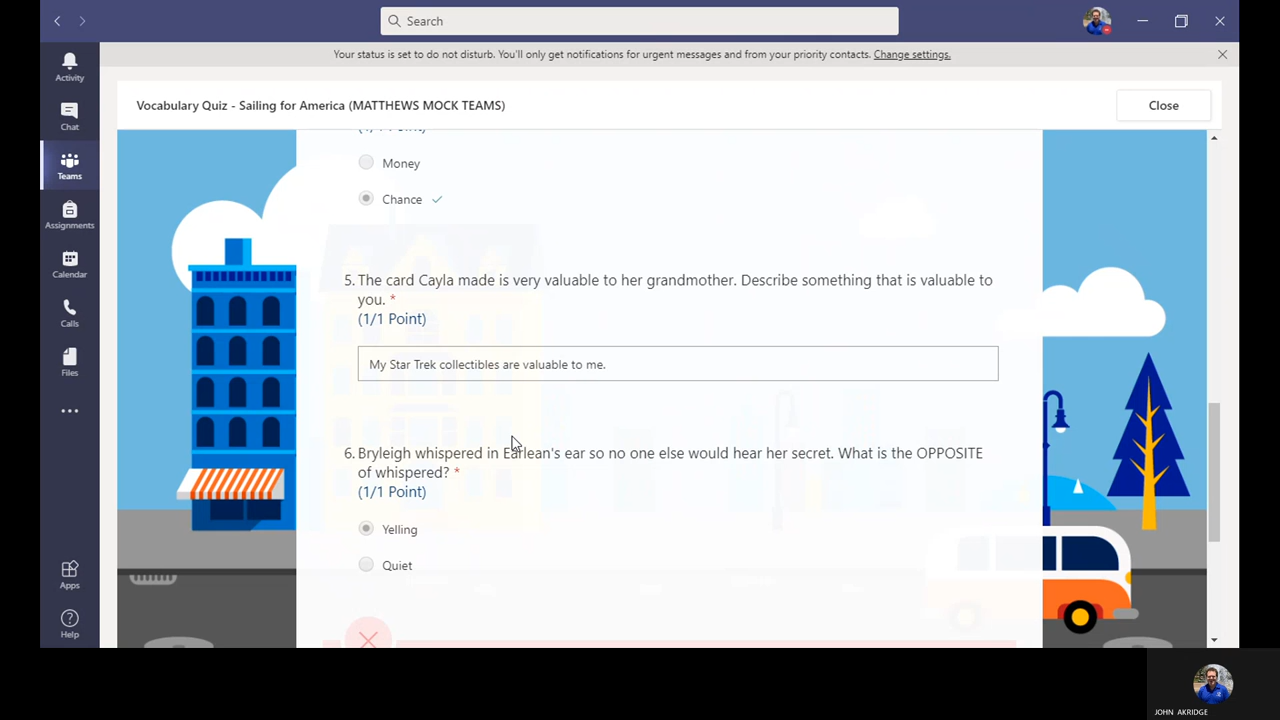 Search
Your status is set to do not disturb. You'll only get notifications for urgent messages and from your priority contacts. Change settings.
Activity
Chat
Teams
Assignments
Calendar
Calls
Files
Apps
Help
Vocabulary Quiz - Sailing for America (MATTHEWS MOCK TEAMS)
Close
(1/1 Point)
Money
Chance
5. The card Cayla made is very valuable to her grandmother. Describe something that is valuable to
you. *
(1/1 Point)
My Star Trek collectibles are valuable to me.
6. Bryleigh whispered in Earlean's ear so no one else would hear her secret. What is the OPPOSITE
of whispered? *
(1/1 Point)
Yelling
Quiet
JOHN AKRIDGE